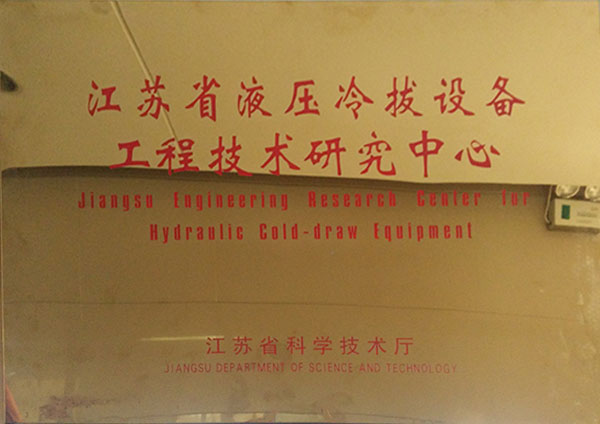 江苏省液压冷拔设备
工程技术研究中心
Jiangsu Engineering Research Center for
Hydraulic Cold-draw Equipment
江苏省科学技术厅
JIANGSU DEPARTMENT OF SCIENCE AND TECHNOLOGY